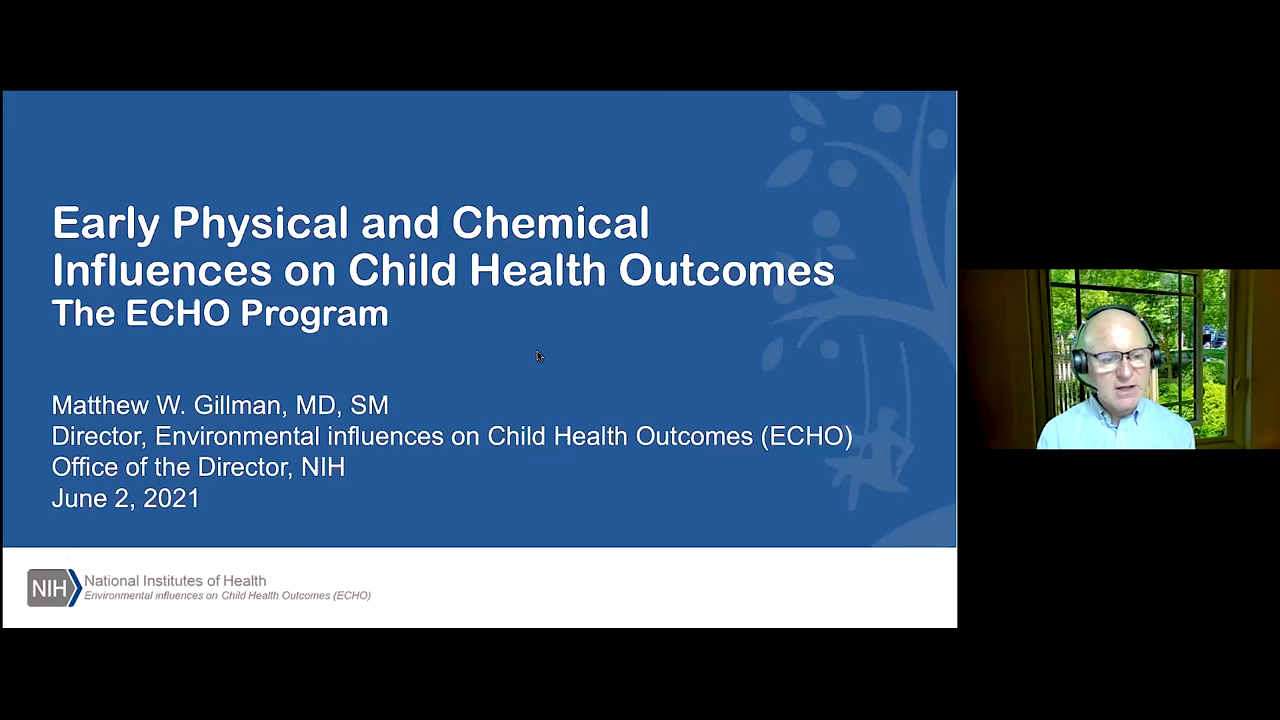 Early Physical and Chemical
Influences on Child Health Outcomes
The ECHO Program
Matthew W. Gillman, MD, SM
Director, Environmental influences on Child Health Outcomes (ECHO)
Office of the Director, NIH
June 2, 2021
NIH
National Institutes of Health
Environmental influences on Child Health Outcomes (ECHO)